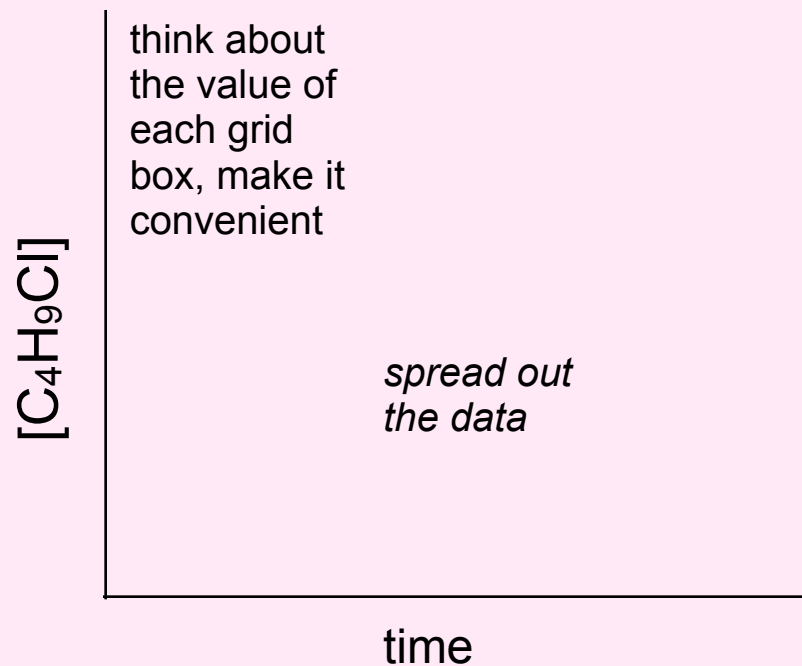 think about
the value of
each grid
box, make it
convenient
[C₄H₉Cl]
spread out
the data
time